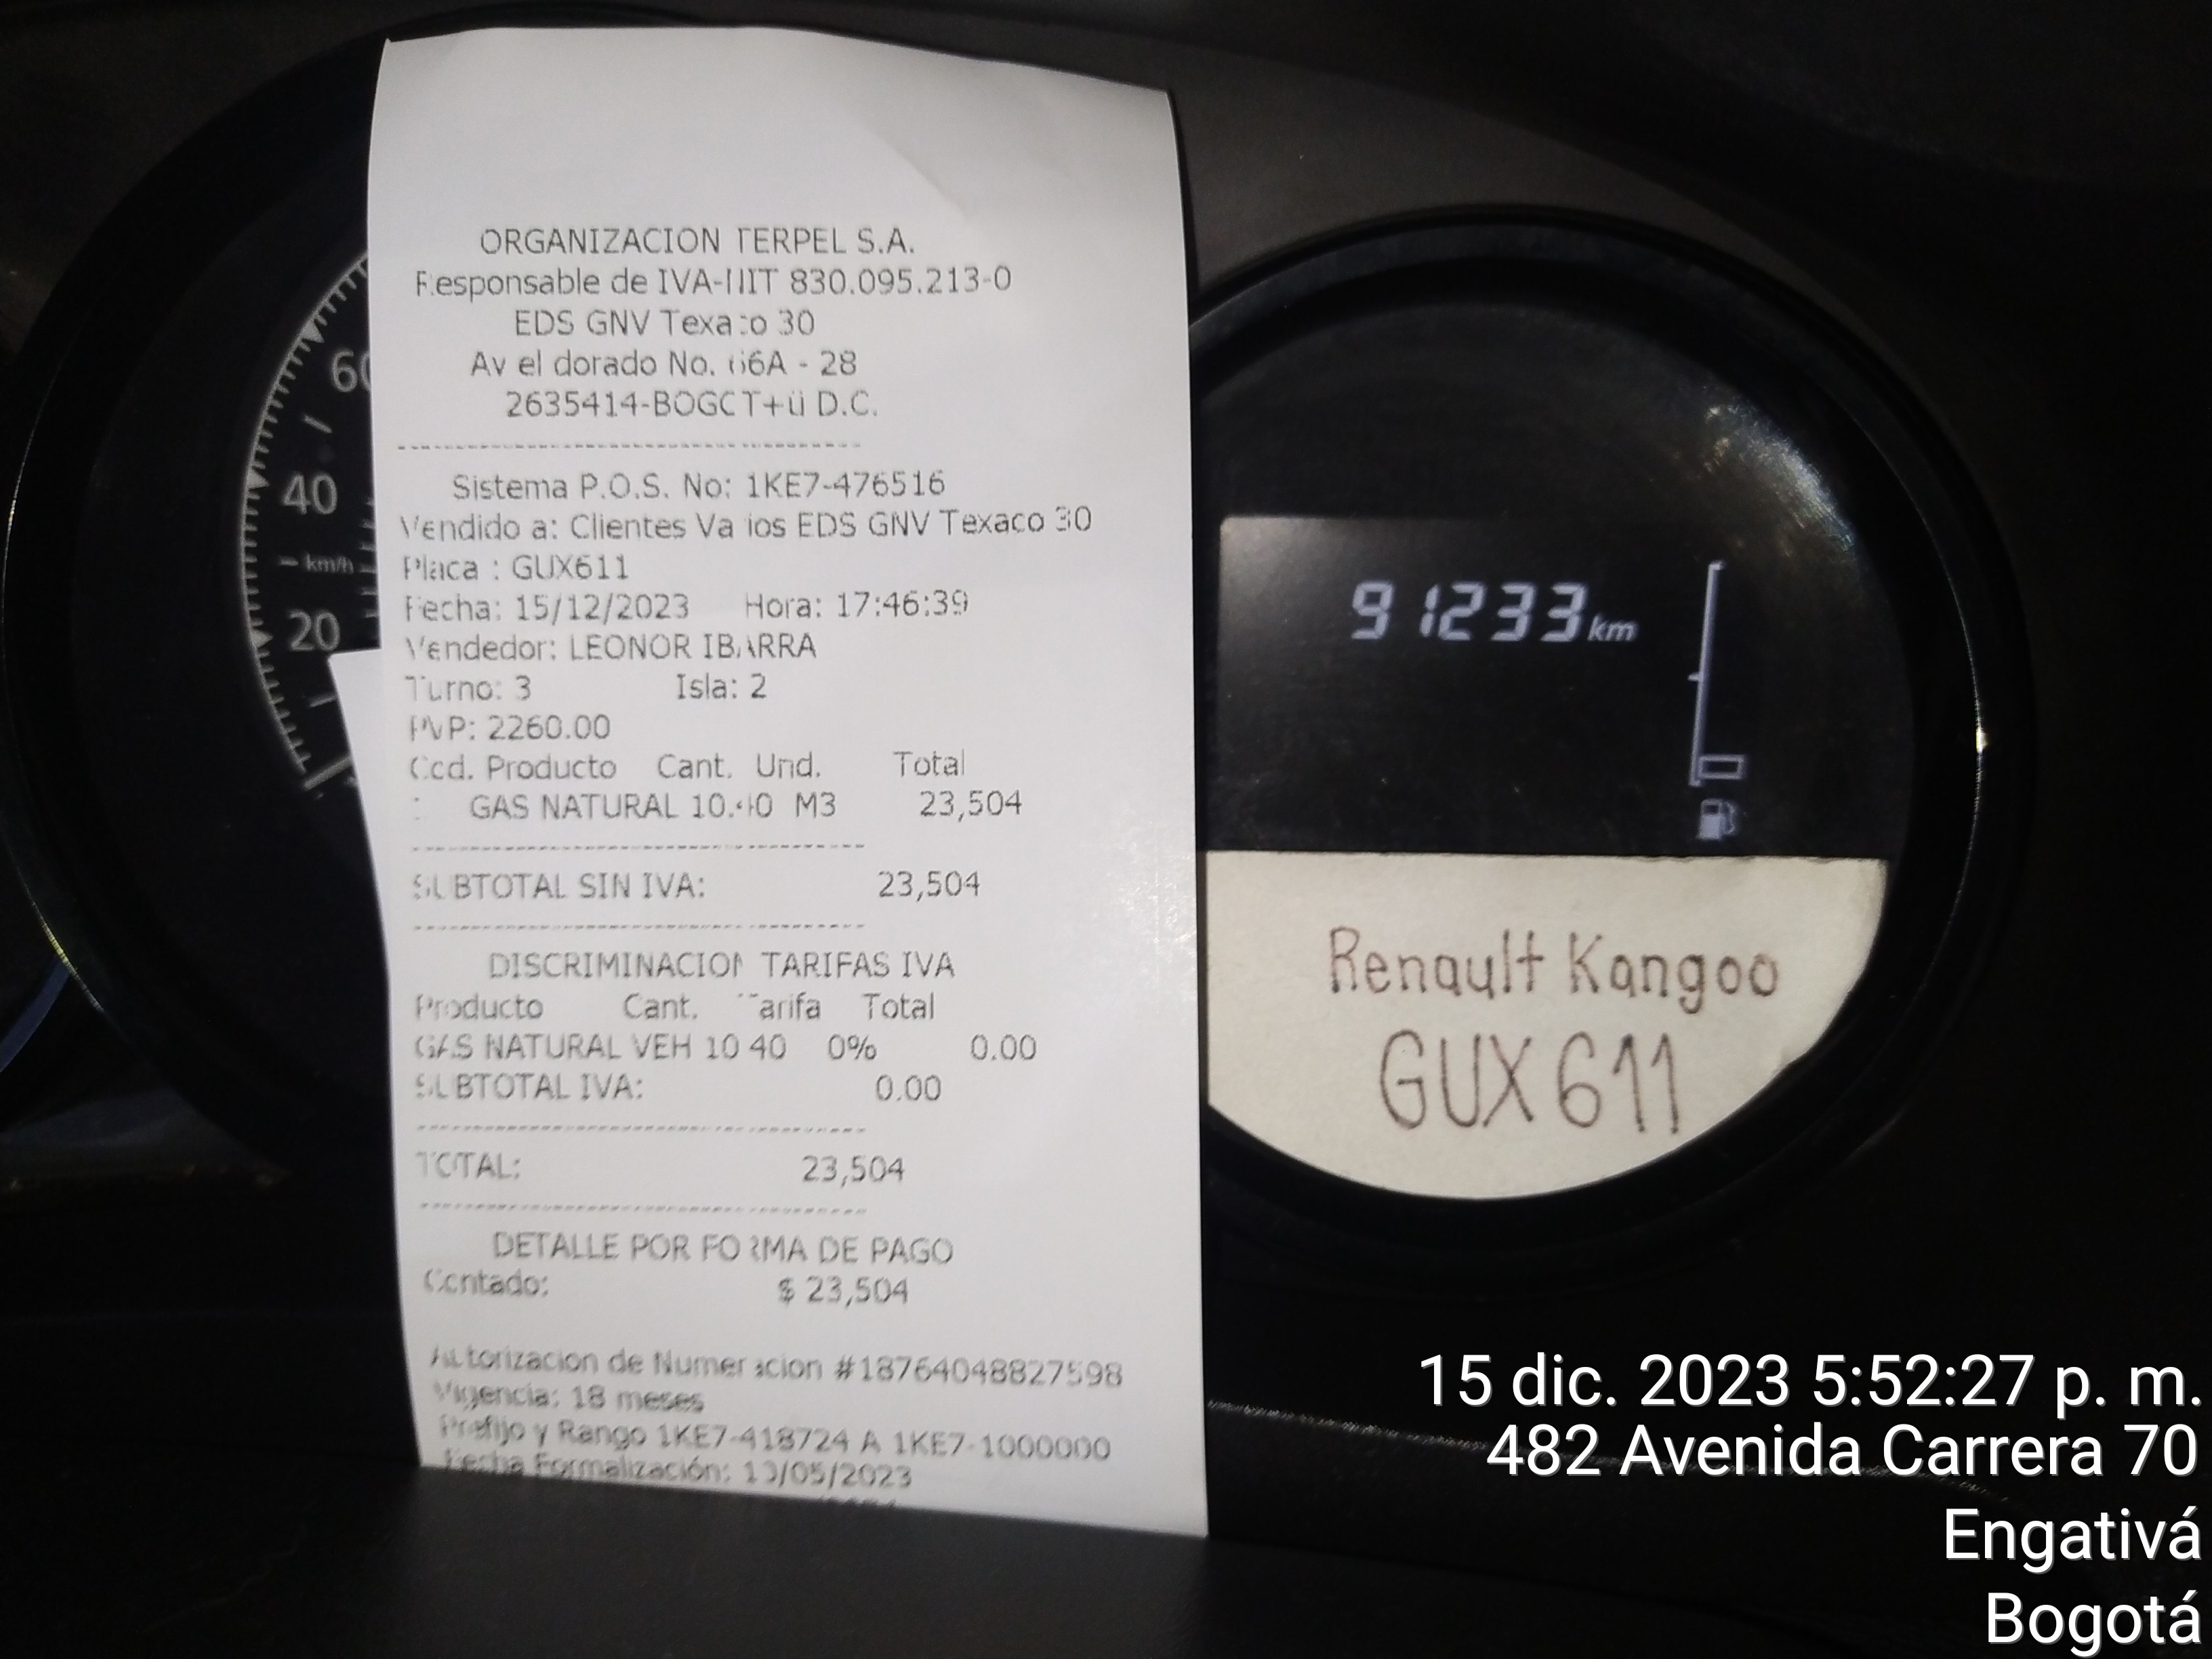 ORGANIZACION TERPEL S.A.
Responsable de IVA-NIT 830.095.213-0
EDS GNV Texaco 30
Av el dorado No. 66A - 28
2635414-BOGOT+ü D.C.
Sistema P.O.S. No: 1KE7-476516
Vendido a: Clientes Va ios EDS GNV Texaco 30
Placa : GUX611
Fecha: 15/12/2023 Hora: 17:46:39
Vendedor: LEONOR IBARRA
Turno: 3 Isla: 2
PVP: 2260.00
Cod. Producto Cant. Und. Total
GAS NATURAL 10.40 M3 23,504
SUBTOTAL SIN IVA: 23,504
DISCRIMINACION TARIFAS IVA
Producto Cant. Tarifa Total
GAS NATURAL VEH 10 40 0% 0.00
SUBTOTAL IVA: 0.00
TOTAL: 23,504
DETALLE POR FORMA DE PAGO
Contado: $ 23,504
Autorizacion de Numeracion #18764048827598
Vigencia: 18 meses
Prefijo y Rango 1KE7-418724 A 1KE7-1000000
Fecha Formalización: 10/05/2023
60
40
km/h
20
91233 km
Renault Kangoo
GUX611
15 dic. 2023 5:52:27 p. m.
482 Avenida Carrera 70
Engativá
Bogotá